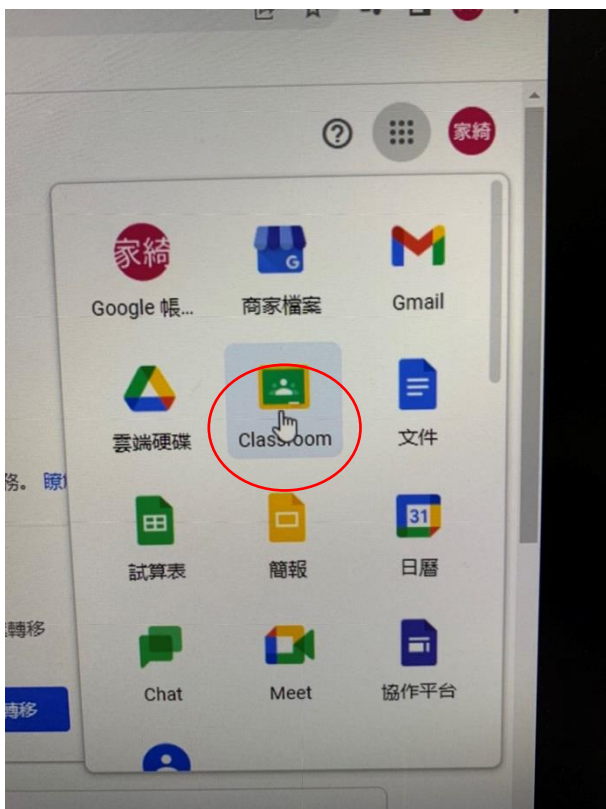 家綺
家綺
Google 帳...
商家檔案
Gmail
雲端硬碟
Classroom
文件
務。瞭
試算表
簡報
31
日曆
轉移
Chat
Meet
協作平台
轉移